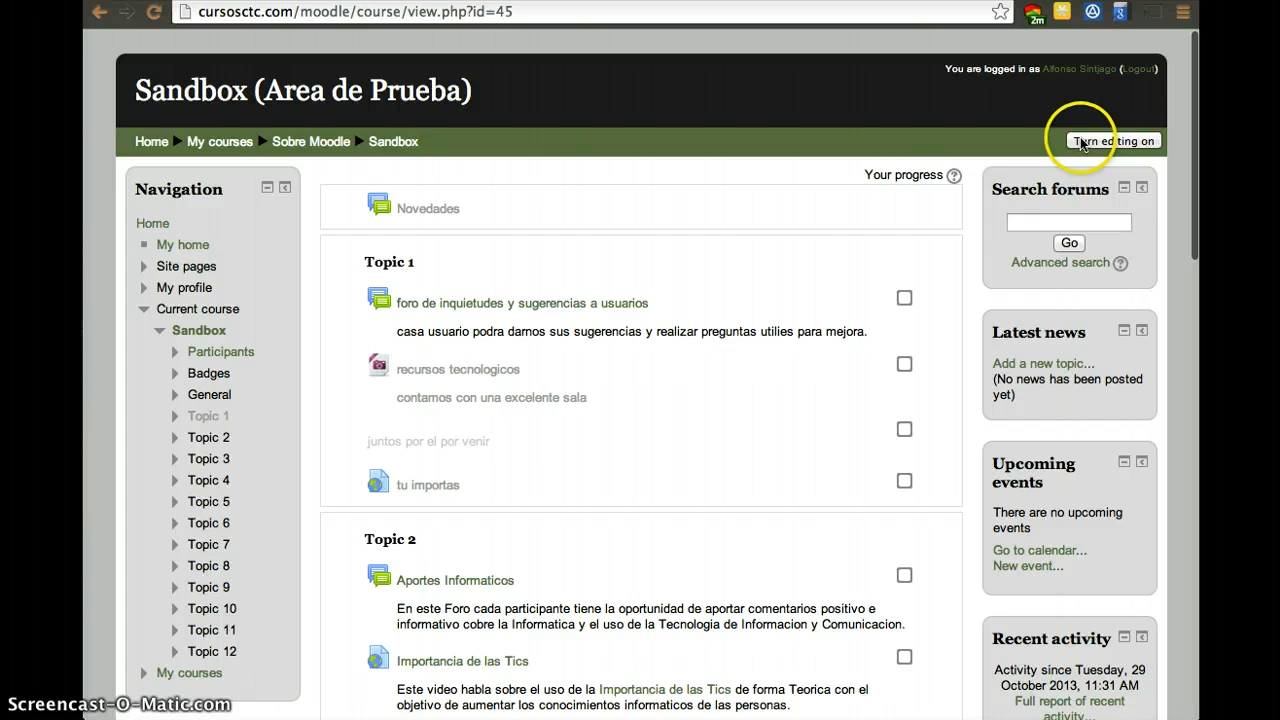 cursosctc.com/moodle/course/view.php?id=45
2m
Sandbox (Area de Prueba)
You are logged in as Alfonso Sintjago (Logout)
Home ▶ My courses ▶ Sobre Moodle ▶ Sandbox
Turn editing on
Navigation
Home
My home
Site pages
My profile
Current course
Sandbox
Participants
Badges
General
Topic 1
Topic 2
Topic 3
Topic 4
Topic 5
Topic 6
Topic 7
Topic 8
Topic 9
Topic 10
Topic 11
Topic 12
My courses
Your progress
Novedades
Topic 1
foro de inquietudes y sugerencias a usuarios
casa usuario podra darnos sus sugerencias y realizar preguntas utilies para mejora.
recursos tecnologicos
contamos con una excelente sala
juntos por el por venir
tu importas
Topic 2
Aportes Informaticos
En este Foro cada participante tiene la oportunidad de aportar comentarios positivo e
informativo cobre la Informatica y el uso de la Tecnologia de Informacion y Comunicacion.
Importancia de las Tics
Este video habla sobre el uso de la Importancia de las Tics de forma Teorica con el
objetivo de aumentar los conocimientos informaticos de las personas.
Search forums
Go
Advanced search
Latest news
Add a new topic...
(No news has been posted
yet)
Upcoming
events
There are no upcoming
events
Go to calendar...
New event...
Recent activity
Activity since Tuesday, 29
October 2013, 11:31 AM
Full report of recent
activity...
Screencast-O-Matic.com